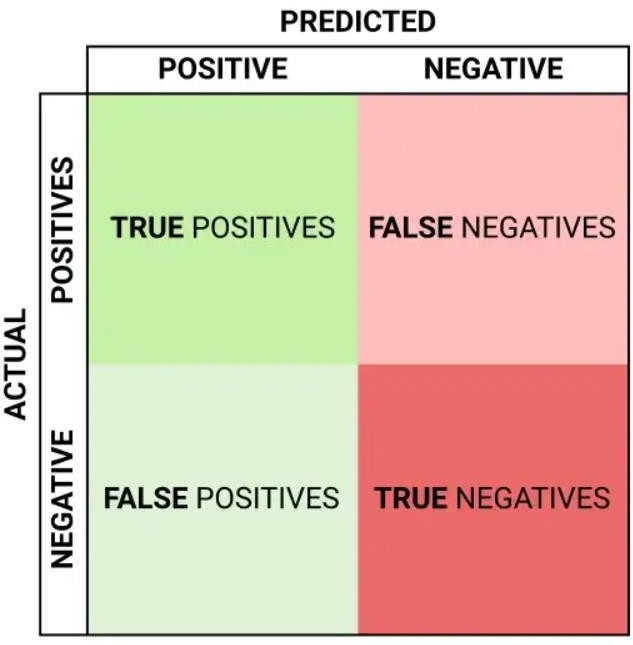 PREDICTED
POSITIVE NEGATIVE
ACTUAL
POSITIVES
TRUE POSITIVES FALSE NEGATIVES
NEGATIVE
FALSE POSITIVES TRUE NEGATIVES